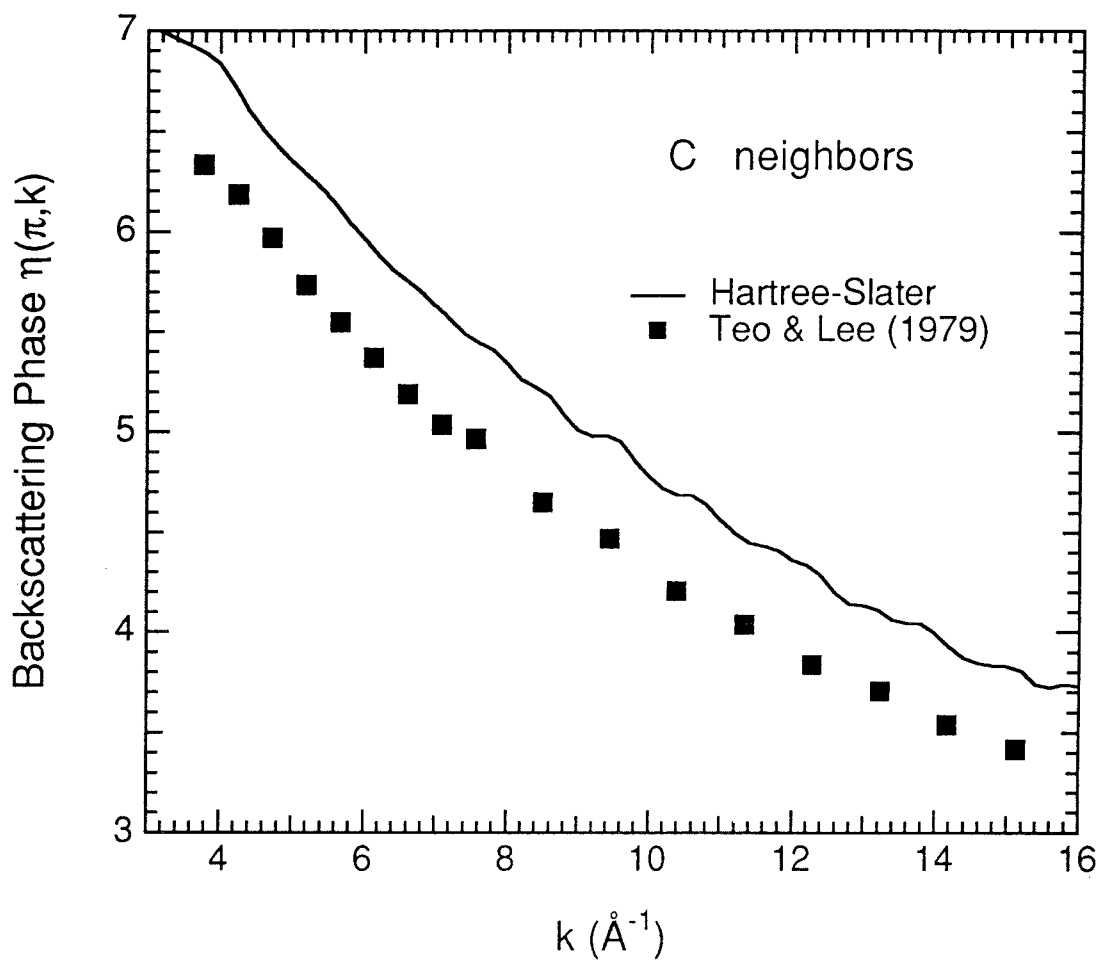 7
6
5
4
3
Backscattering Phase η(π,k)
C neighbors
Hartree-Slater
Teo & Lee (1979)
4 6 8 10 12 14 16
k (Å⁻¹)